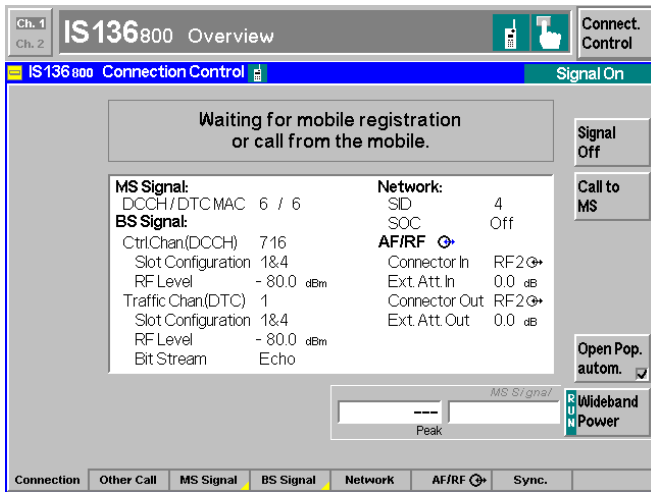 Ch. 1
Ch. 2
IS136800 Overview
Connect.
Control
IS136 800 Connection Control
Signal On
Waiting for mobile registration
or call from the mobile.
Signal
Off
Call to
MS
MS Signal:
DCCH / DTC MAC 6 / 6
BS Signal:
Ctrl.Chan.(DCCH) 716
Slot Configuration 1&4
RF Level - 80.0 dBm
Traffic Chan.(DTC) 1
Slot Configuration 1&4
RF Level - 80.0 dBm
Bit Stream Echo
Network:
SID 4
SOC Off
AF/RF
Connector In RF2
Ext. Att. In 0.0 dB
Connector Out RF2
Ext. Att. Out 0.0 dB
Open Pop.
autom.
MS Signal
---
Peak
RUN
Wideband
Power
Connection Other Call MS Signal BS Signal Network AF/RF Sync.